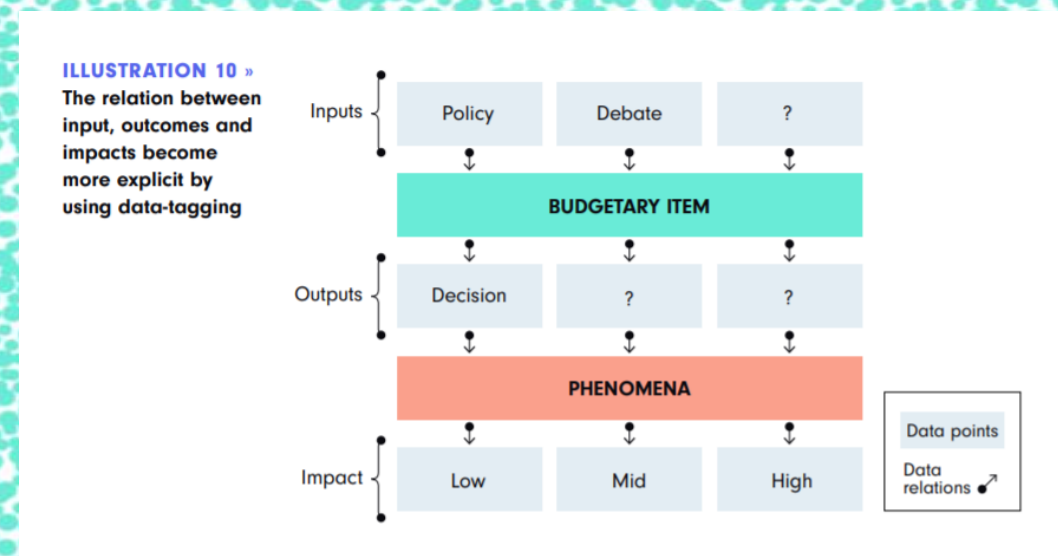 ILLUSTRATION 10 »
The relation between
input, outcomes and
impacts become
more explicit by
using data-tagging
Inputs
Policy
Debate
?
BUDGETARY ITEM
Outputs
Decision
?
?
PHENOMENA
Impact
Low
Mid
High
Data points
Data
relations